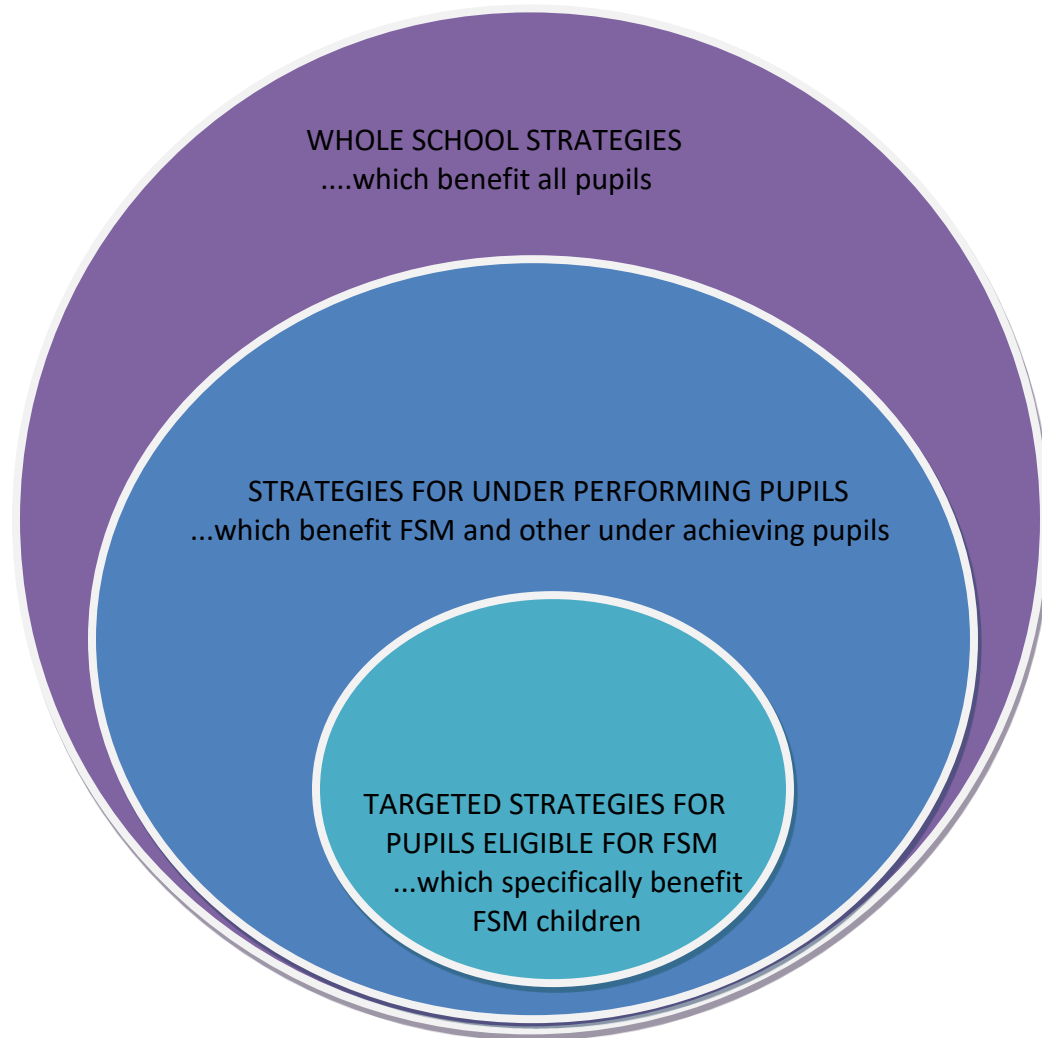 WHOLE SCHOOL STRATEGIES
....which benefit all pupils
STRATEGIES FOR UNDER PERFORMING PUPILS
...which benefit FSM and other under achieving pupils
TARGETED STRATEGIES FOR
PUPILS ELIGIBLE FOR FSM
...which specifically benefit
FSM children